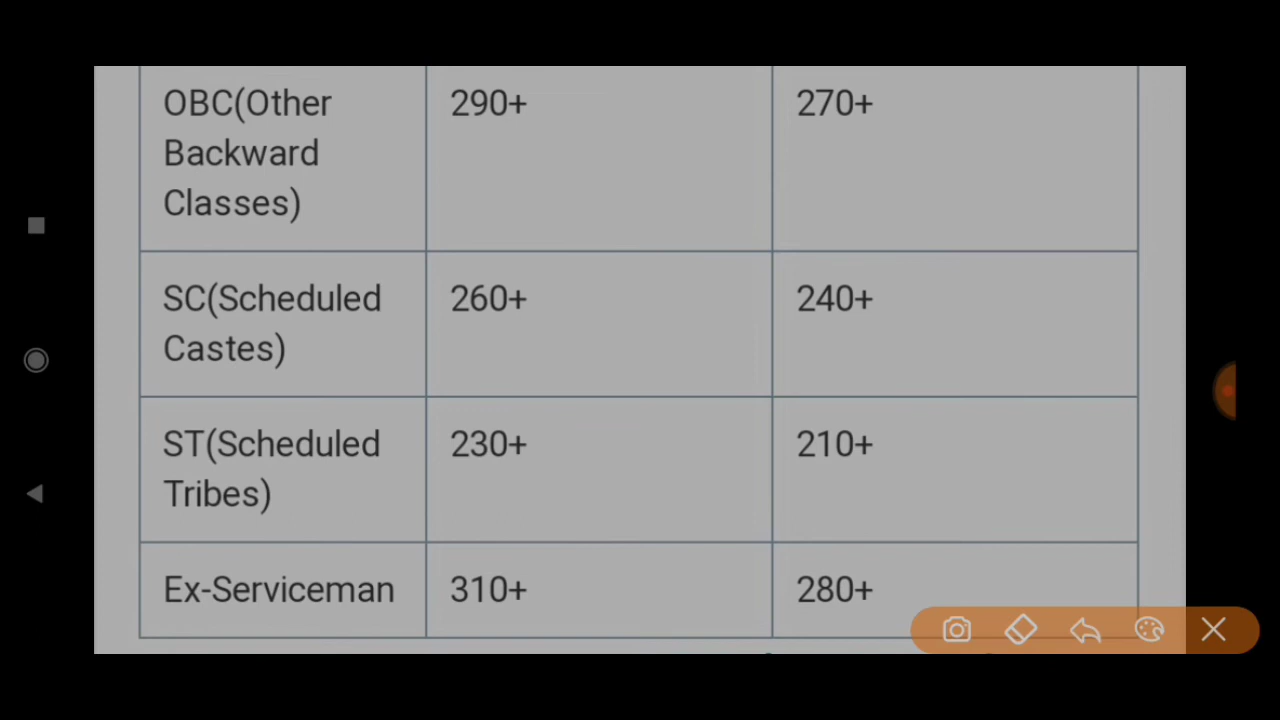 OBC(Other 290+ 270+
Backward
Classes)
SC(Scheduled 260+ 240+
Castes)
ST(Scheduled 230+ 210+
Tribes)
Ex-Serviceman 310+ 280+